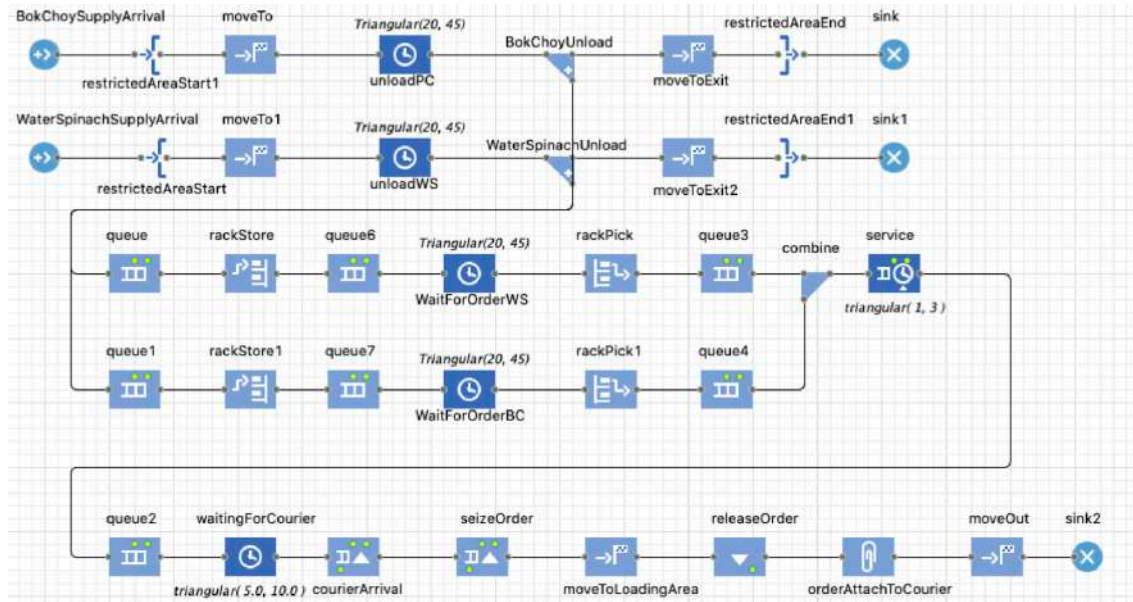 BokChoySupplyArrival moveTo Triangular(20, 45) restrictedAreaEnd sink
BokChoyUnload
restrictedAreaStart1 unloadPC moveToExit
WaterSpinachSupplyArrival moveTo1 Triangular(20, 45) restrictedAreaEnd1 sink1
WaterSpinachUnload
restrictedAreaStart unloadWS moveToExit2
queue rackStore queue6 Triangular(20, 45) rackPick queue3 combine service
WaitForOrderWS triangular( 1, 3 )
queue1 rackStore1 queue7 Triangular(20, 45) rackPick1 queue4
WaitForOrderBC
queue2 waitingForCourier seizeOrder releaseOrder moveOut sink2
triangular( 5.0, 10.0 ) courierArrival moveToLoadingArea orderAttachToCourier